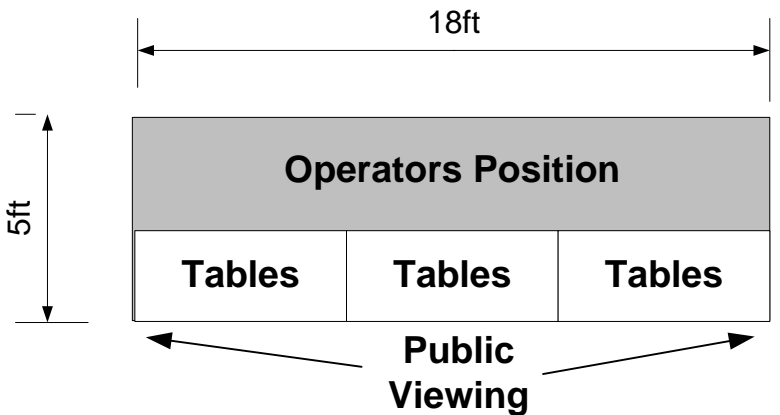 18ft
5ft
Operators Position
Tables
Tables
Tables
Public
Viewing